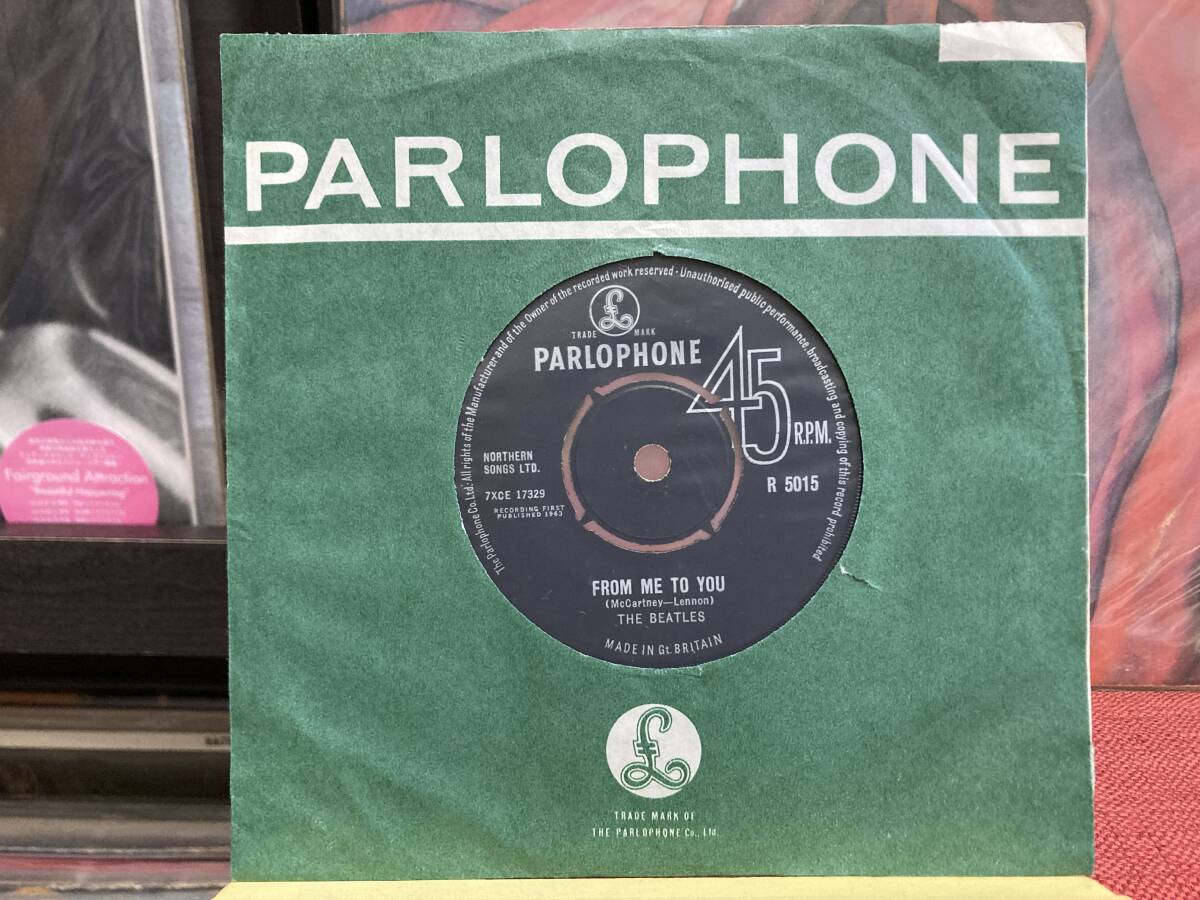 PARLOPHONE
The Parlophone Co. Ltd. All rights of the Manufacturer and of the Owner of the recorded work reserved · Unauthorised public performance, broadcasting and copying of this record prohibited
£
TRADE MARK
PARLOPHONE
45
R.P.M.
NORTHERN
SONGS LTD.
7XCE 17329
RECORDING FIRST
PUBLISHED 1963
R 5015
FROM ME TO YOU
(McCartney—Lennon)
THE BEATLES
MADE IN Gt. BRITAIN
£
TRADE MARK OF
THE PARLOPHONE Co., Ltd.
Fairground Attraction